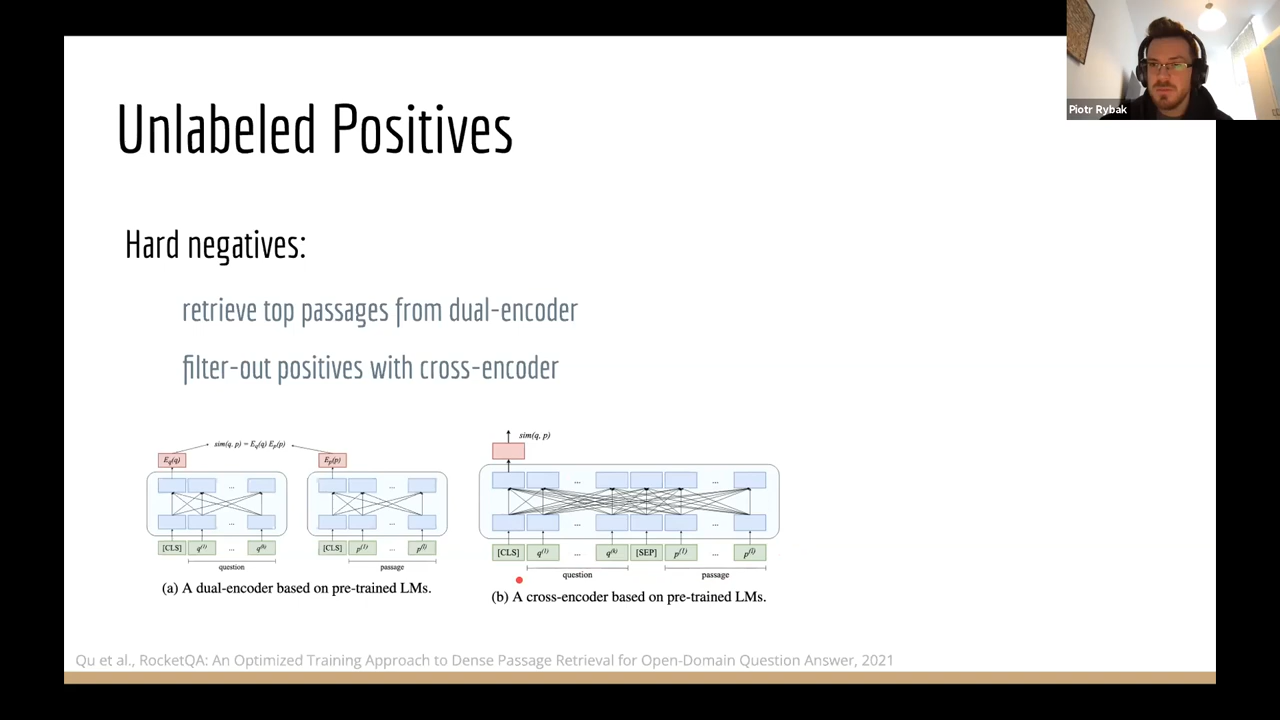 Piotr Rybak
Unlabeled Positives
Hard negatives:
retrieve top passages from dual-encoder
filter-out positives with cross-encoder
sim(q, p) = E_q(q) E_p(p)
E_q(q) E_p(p)
... ...
... ...
[CLS] q^(1) ... q^(k) [CLS] p^(1) ... p^(l)
question passage
(a) A dual-encoder based on pre-trained LMs.
sim(q, p)
... ...
... ...
[CLS] q^(1) ... q^(k) [SEP] p^(1) ... p^(l)
question passage
(b) A cross-encoder based on pre-trained LMs.
Qu et al., RocketQA: An Optimized Training Approach to Dense Passage Retrieval for Open-Domain Question Answer, 2021